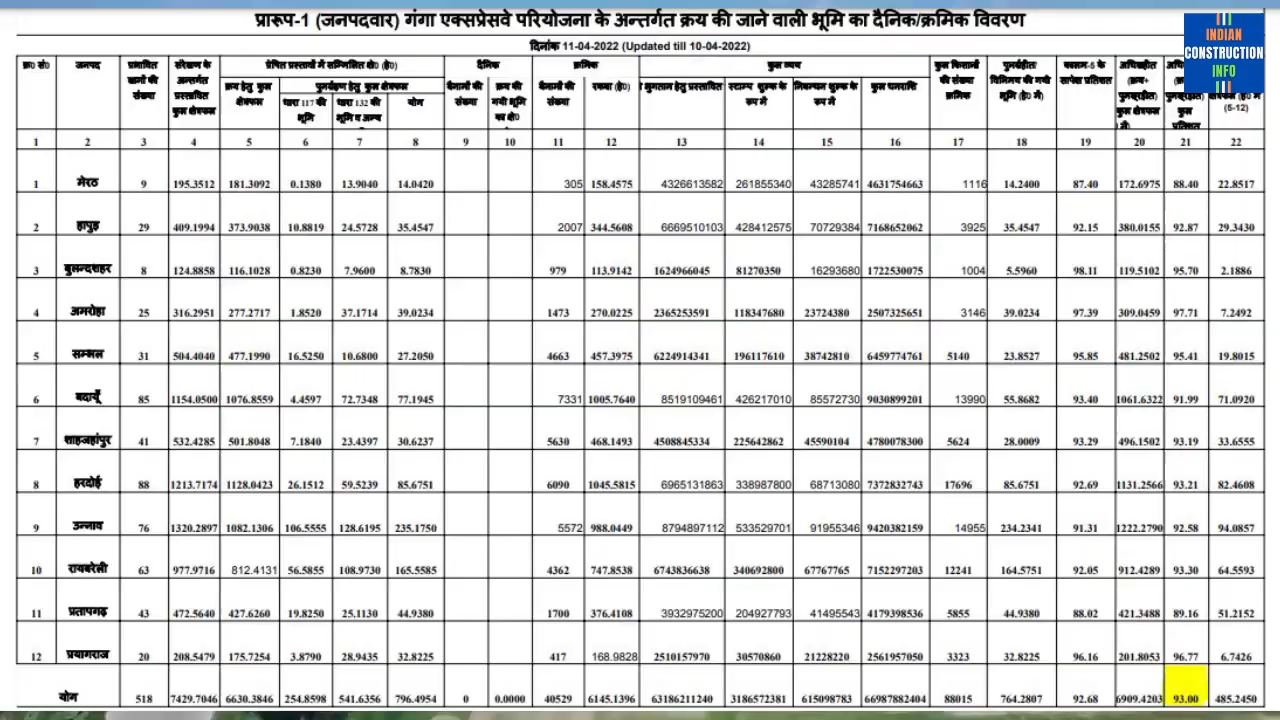 प्रारूप-1 (जनपदवार) गंगा एक्सप्रेसवे परियोजना के अन्तर्गत क्रय की जाने वाली भूमि का दैनिक/क्रमिक विवरण
INDIAN
CONSTRUCTION
INFO
दिनांक 11-04-2022 (Updated till 10-04-2022)
क्र0 सं0 जनपद प्रभावित ग्रामों की संख्या संरेखण के अन्तर्गत प्रस्तावित कुल क्षेत्रफल प्रेषित प्रस्तावों में सम्मिलित क्षे0 (है0) दैनिक क्रमिक कुल व्यय कुल किसानों की संख्या क्रमिक पुनर्ग्रहीत/ विनिमय की गयी भूमि (है0 में)
क्रय हेतु कुल क्षेत्रफल पुनर्ग्रहण हेतु कुल क्षेत्रफल बैनामों की संख्या क्रय की गयी भूमि का क्षे0 बैनामों की संख्या रकबा (है0) भुगतान हेतु प्रस्तावित स्टाम्प शुल्क के रूप में निबन्धन शुल्क के रूप में कुल धनराशि
धारा 117 की भूमि धारा 132 की भूमि व अन्य योग (5-12)
1 2 3 4 5 6 7 8 9 10 11 12 13 14 15 16 17 18 19 20 21 22
1 मेरठ 9 195.3512 181.3092 0.1380 13.9040 14.0420 305 158.4575 4326613582 261855340 43285741 4631754663 1116 14.2400 87.40 172.6975 88.40 22.8517
2 हापुड़ 29 409.1994 373.9038 10.8819 24.5728 35.4547 2007 344.5608 6669510103 428412575 70729384 7168652062 3925 35.4547 92.15 380.0155 92.87 29.3430
3 बुलन्दशहर 8 124.8858 116.1028 0.8230 7.9600 8.7830 979 113.9142 1624966045 81270350 16293680 1722530075 1004 5.5960 98.11 119.5102 95.70 2.1886
4 अमरोहा 25 316.2951 277.2717 1.8520 37.1714 39.0234 1473 270.0225 2365253591 118347680 23724380 2507325651 3146 39.0234 97.39 309.0459 97.71 7.2492
5 सम्भल 31 504.4040 477.1990 16.5250 10.6800 27.2050 4663 457.3975 6224914341 196117610 38742810 6459774761 5140 23.8527 95.85 481.2502 95.41 19.8015
6 बदायूँ 85 1154.0500 1076.8559 4.4597 72.7348 77.1945 7331 1005.7640 8519109461 426217010 85572730 9030899201 13990 55.8682 93.40 1061.6322 91.99 71.0920
7 शाहजहांपुर 41 532.4285 501.8048 7.1840 23.4397 30.6237 5630 468.1493 4508845334 225642862 45590104 4780078300 5624 28.0009 93.29 496.1502 93.19 33.6555
8 हरदोई 88 1213.7174 1128.0423 26.1512 59.5239 85.6751 6090 1045.5815 6965131863 338987800 68713080 7372832743 17696 85.6751 92.69 1131.2566 93.21 82.4608
9 उन्नाव 76 1320.2897 1082.1306 106.5555 128.6195 235.1750 5572 988.0449 8794897112 533529701 91955346 9420382159 14955 234.2341 91.31 1222.2790 92.58 94.0857
10 रायबरेली 63 977.9716 812.4131 56.5855 108.9730 165.5585 4362 747.8538 6743836638 340692800 67767765 7152297203 12241 164.5751 92.05 912.4289 93.30 64.5593
11 प्रतापगढ़ 43 472.5640 427.6260 19.8250 25.1130 44.9380 1700 376.4108 3932975200 204927793 41495543 4179398536 5855 44.9380 88.02 421.3488 89.16 51.2152
12 प्रयागराज 20 208.5479 175.7254 3.8790 28.9435 32.8225 417 168.9828 2510157970 30570860 21228220 2561957050 3323 32.8225 96.16 201.8053 96.77 6.7426
योग 518 7429.7046 6630.3846 254.8598 541.6356 796.4954 0 0.0000 40529 6145.1396 63186211240 3186572381 615098783 66987882404 88015 764.2807 92.68 6909.4203 93.00 485.2450